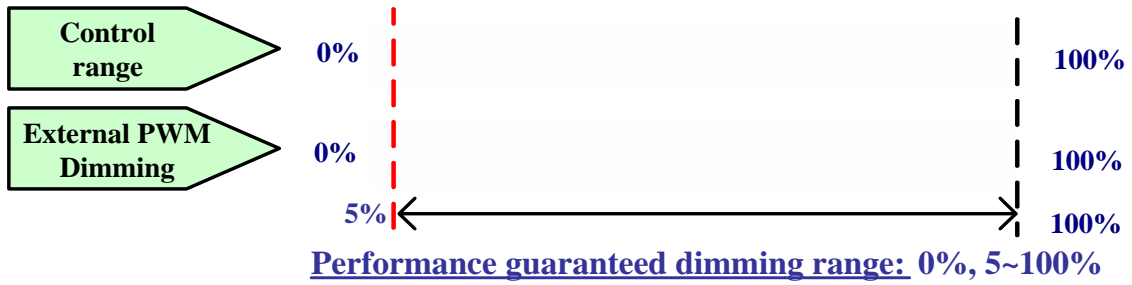 Control
range
0%
100%
External PWM
Dimming
0%
100%
5%
100%
Performance guaranteed dimming range: 0%, 5~100%